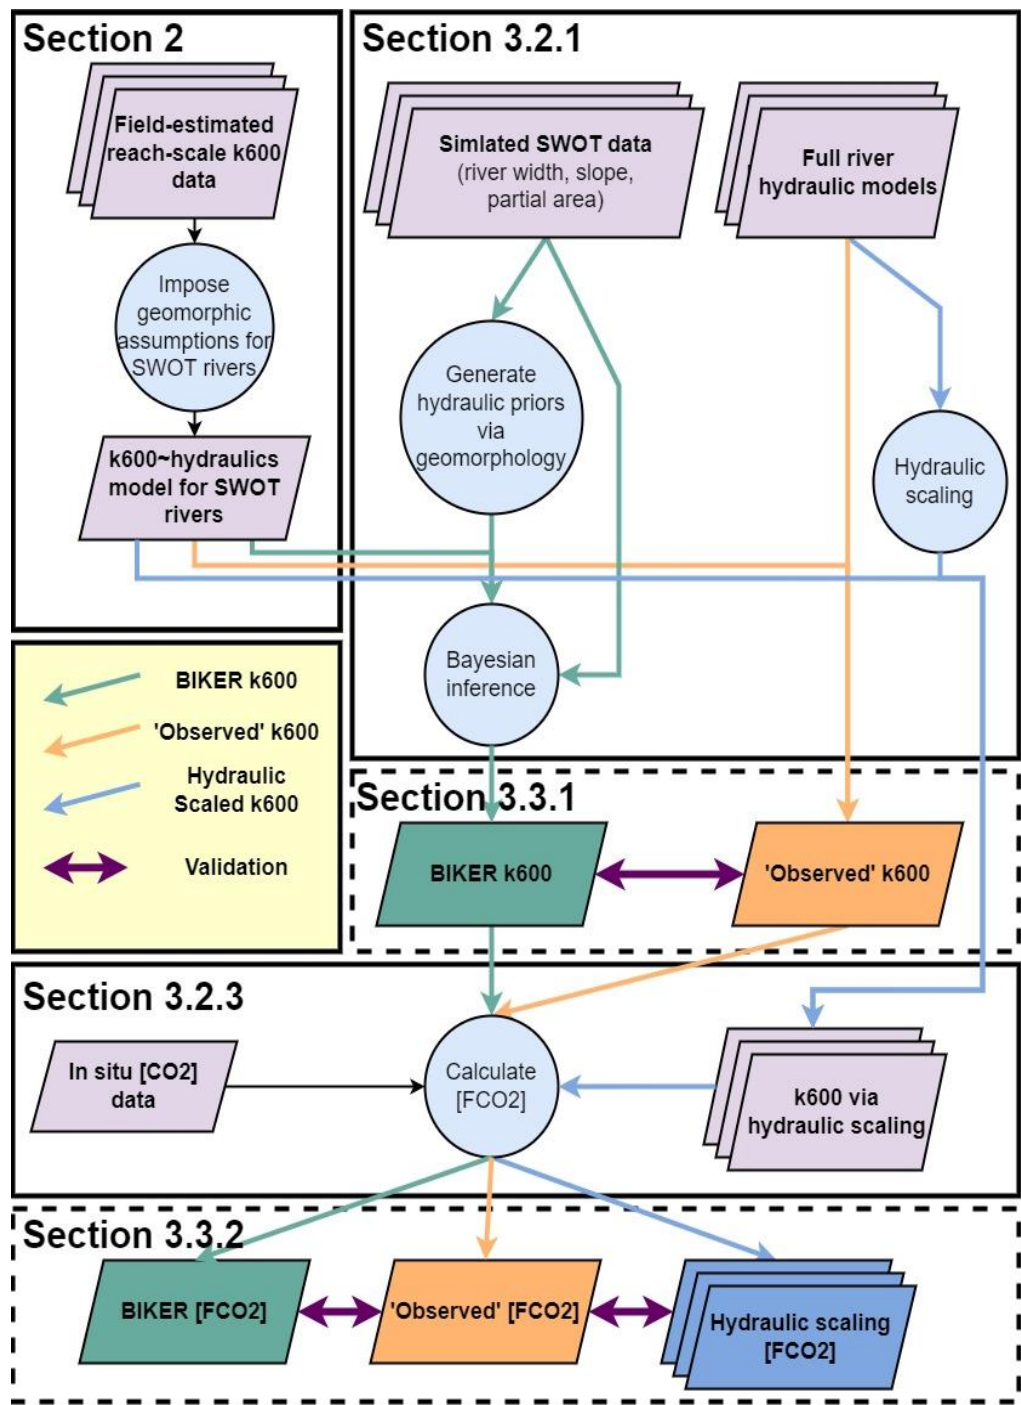 Section 2
Field-estimated
reach-scale k600
data
Impose
geomorphic
assumptions for
SWOT rivers
k600~hydraulics
model for SWOT
rivers
Section 3.2.1
Simlated SWOT data
(river width, slope,
partial area)
Full river
hydraulic models
Generate
hydraulic priors
via
geomorphology
Hydraulic
scaling
Bayesian
inference
BIKER k600
'Observed' k600
Hydraulic
Scaled k600
Validation
Section 3.3.1
BIKER k600
'Observed' k600
Section 3.2.3
In situ [CO2]
data
Calculate
[FCO2]
k600 via
hydraulic scaling
Section 3.3.2
BIKER [FCO2]
'Observed' [FCO2]
Hydraulic scaling
[FCO2]